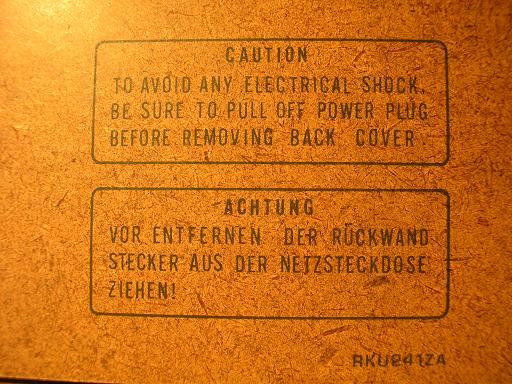 CAUTION
TO AVOID ANY ELECTRICAL SHOCK,
BE SURE TO PULL OFF POWER PLUG
BEFORE REMOVING BACK COVER.
ACHTUNG
VOR ENTFERNEN DER RÜCKWAND
STECKER AUS DER NETZSTECKDOSE
ZIEHEN!
RKU241ZA